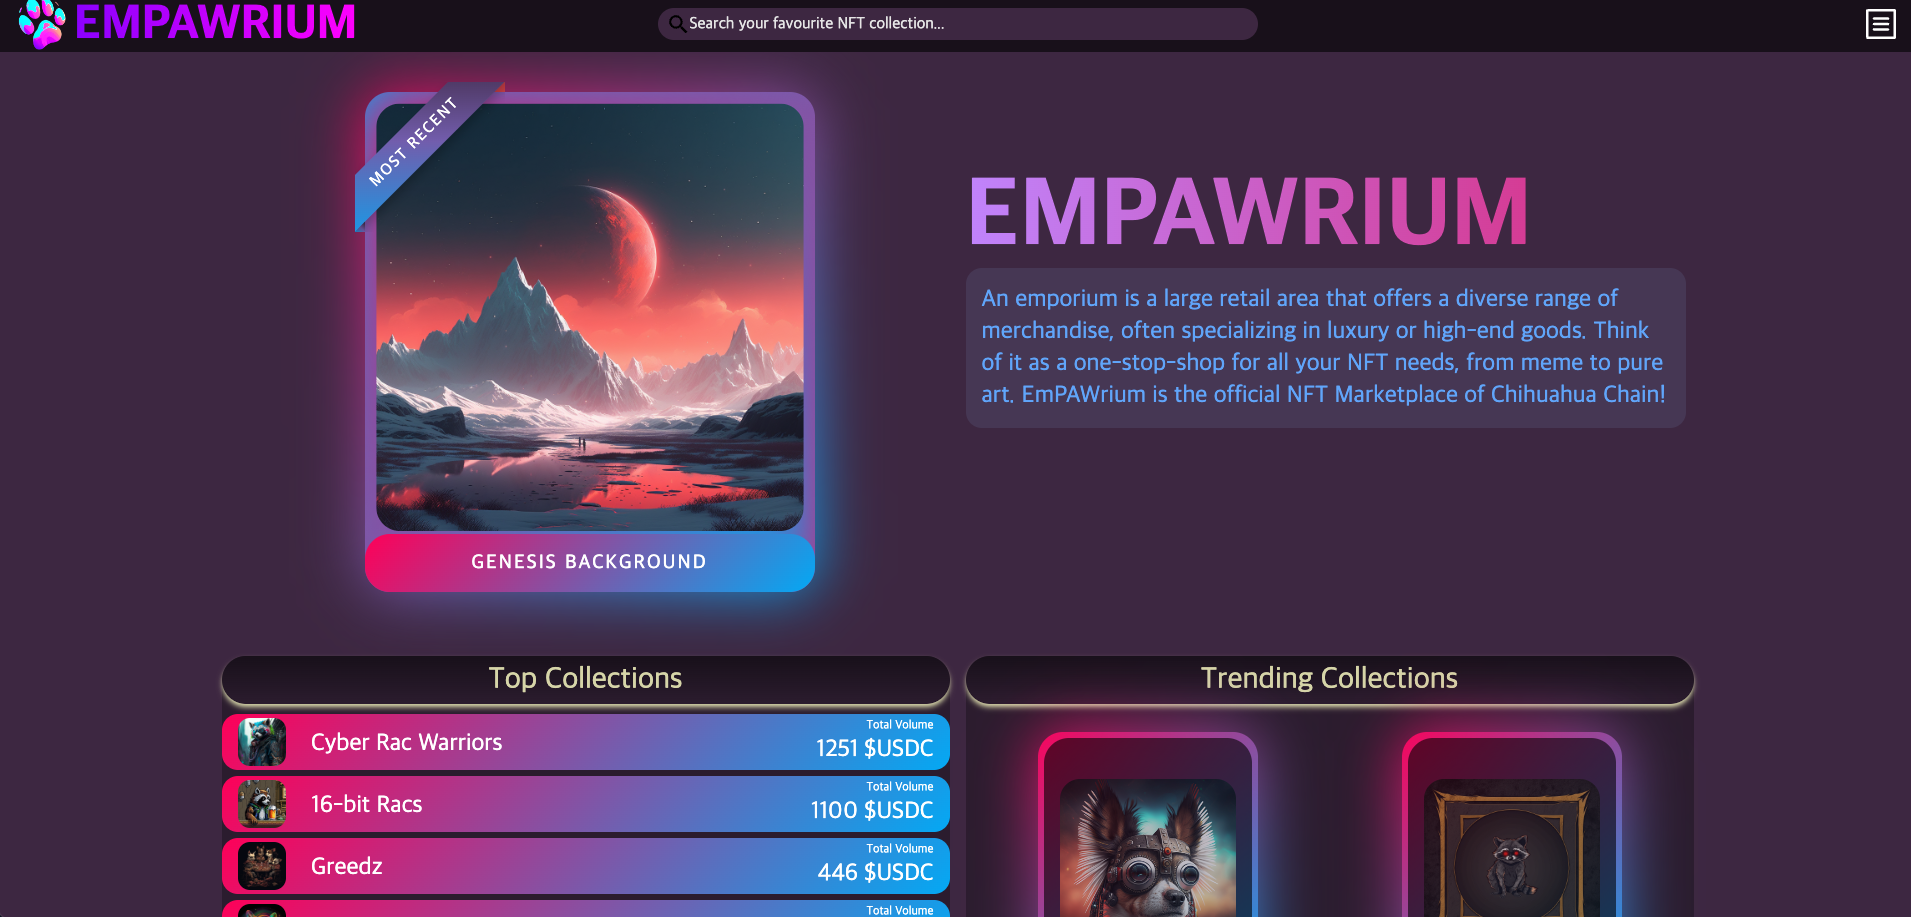 EMPAWRIUM
Search your favourite NFT collection...
MOST RECENT
GENESIS BACKGROUND
EMPAWRIUM
An emporium is a large retail area that offers a diverse range of
merchandise, often specializing in luxury or high-end goods. Think
of it as a one-stop-shop for all your NFT needs, from meme to pure
art. EmPAWrium is the official NFT Marketplace of Chihuahua Chain!
Top Collections
Cyber Rac Warriors
Total Volume
1251 $USDC
16-bit Racs
Total Volume
1100 $USDC
Greedz
Total Volume
446 $USDC
Total Volume
Trending Collections